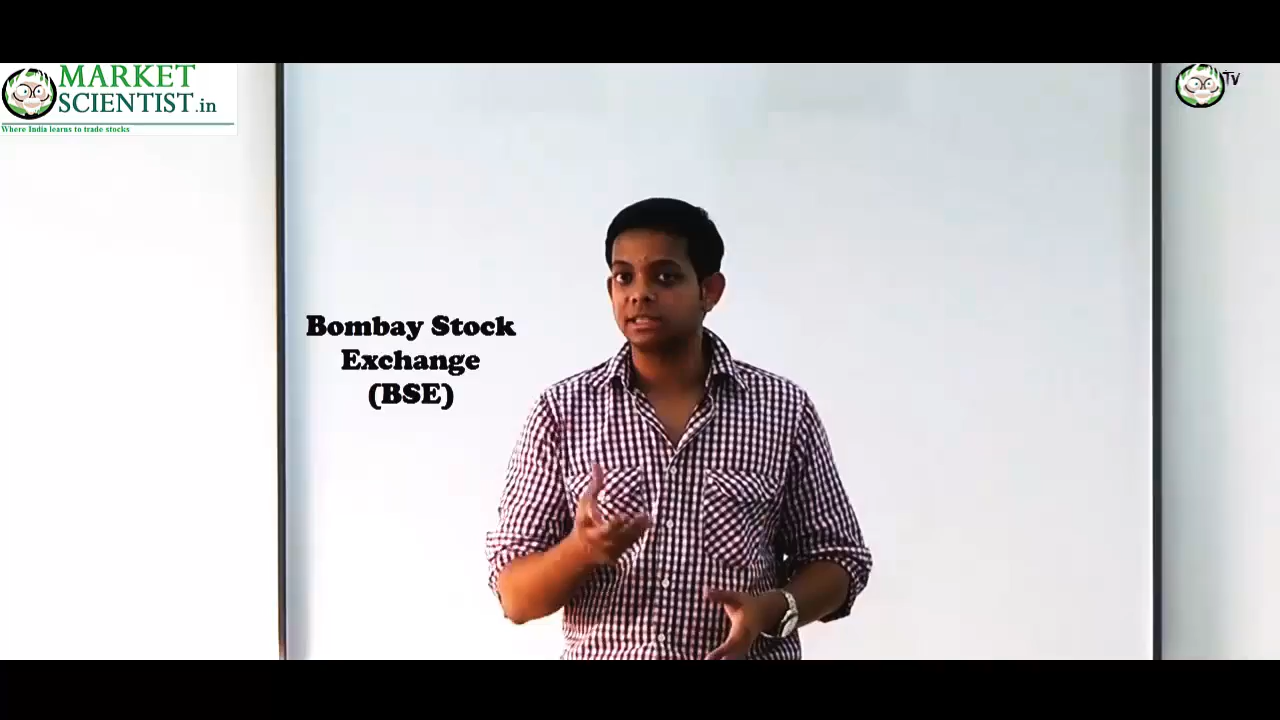 MARKET
SCIENTIST.in
Where India learns to trade stocks
TV
Bombay Stock
Exchange
(BSE)